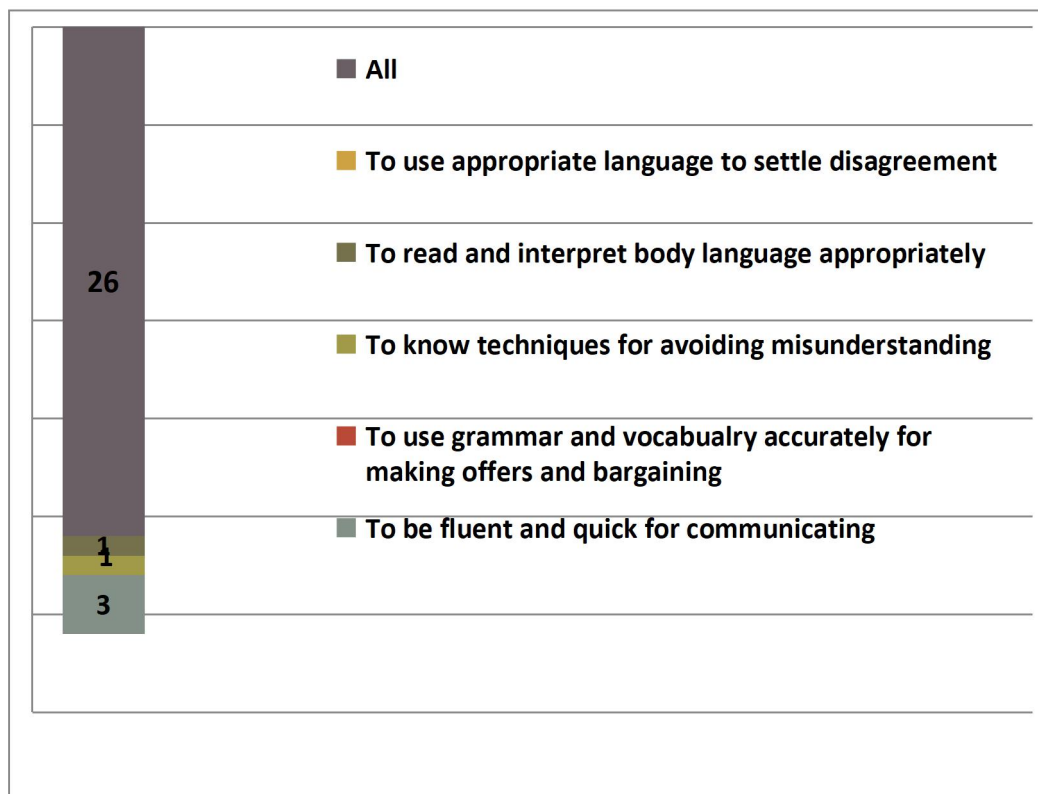 All
To use appropriate language to settle disagreement
To read and interpret body language appropriately
26
To know techniques for avoiding misunderstanding
To use grammar and vocabualry accurately for
making offers and bargaining
To be fluent and quick for communicating
1
1
3